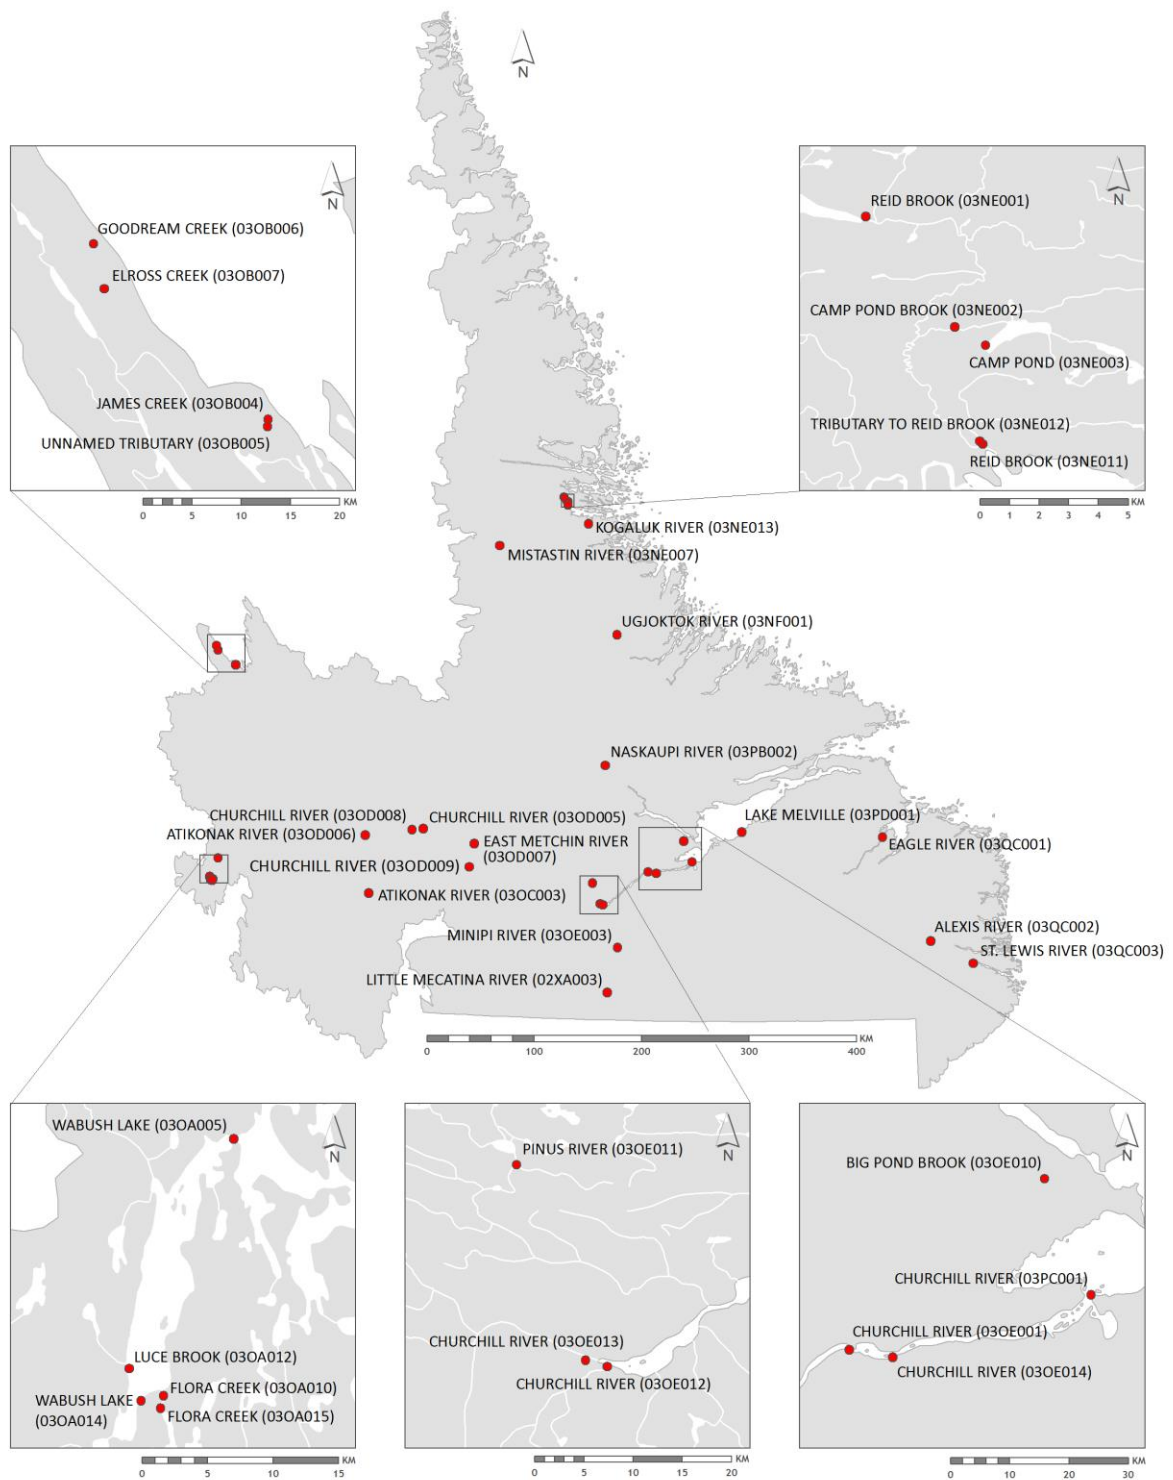 N
N
GOODREAM CREEK (03OB006)
ELROSS CREEK (03OB007)
JAMES CREEK (03OB004)
UNNAMED TRIBUTARY (03OB005)
0 5 10 15 20 KM
N
REID BROOK (03NE001)
CAMP POND BROOK (03NE002)
CAMP POND (03NE003)
TRIBUTARY TO REID BROOK (03NE012)
REID BROOK (03NE011)
0 1 2 3 4 5 KM
KOGALUK RIVER (03NE013)
MISTASTIN RIVER (03NE007)
UGJOKTOK RIVER (03NF001)
NASKAUPI RIVER (03PB002)
CHURCHILL RIVER (03OD008)
CHURCHILL RIVER (03OD005)
LAKE MELVILLE (03PD001)
ATIKONAK RIVER (03OD006)
EAST METCHIN RIVER
(03OD007)
EAGLE RIVER (03QC001)
CHURCHILL RIVER (03OD009)
ATIKONAK RIVER (03OC003)
ALEXIS RIVER (03QC002)
MINIPI RIVER (03OE003)
ST. LEWIS RIVER (03QC003)
LITTLE MECATINA RIVER (02XA003)
0 100 200 300 400 KM
N
WABUSH LAKE (03OA005)
LUCE BROOK (03OA012)
WABUSH LAKE
(03OA014)
FLORA CREEK (03OA010)
FLORA CREEK (03OA015)
0 5 10 15 KM
N
PINUS RIVER (03OE011)
CHURCHILL RIVER (03OE013)
CHURCHILL RIVER (03OE012)
0 5 10 15 20 KM
N
BIG POND BROOK (03OE010)
CHURCHILL RIVER (03PC001)
CHURCHILL RIVER (03OE001)
CHURCHILL RIVER (03OE014)
0 10 20 30 KM